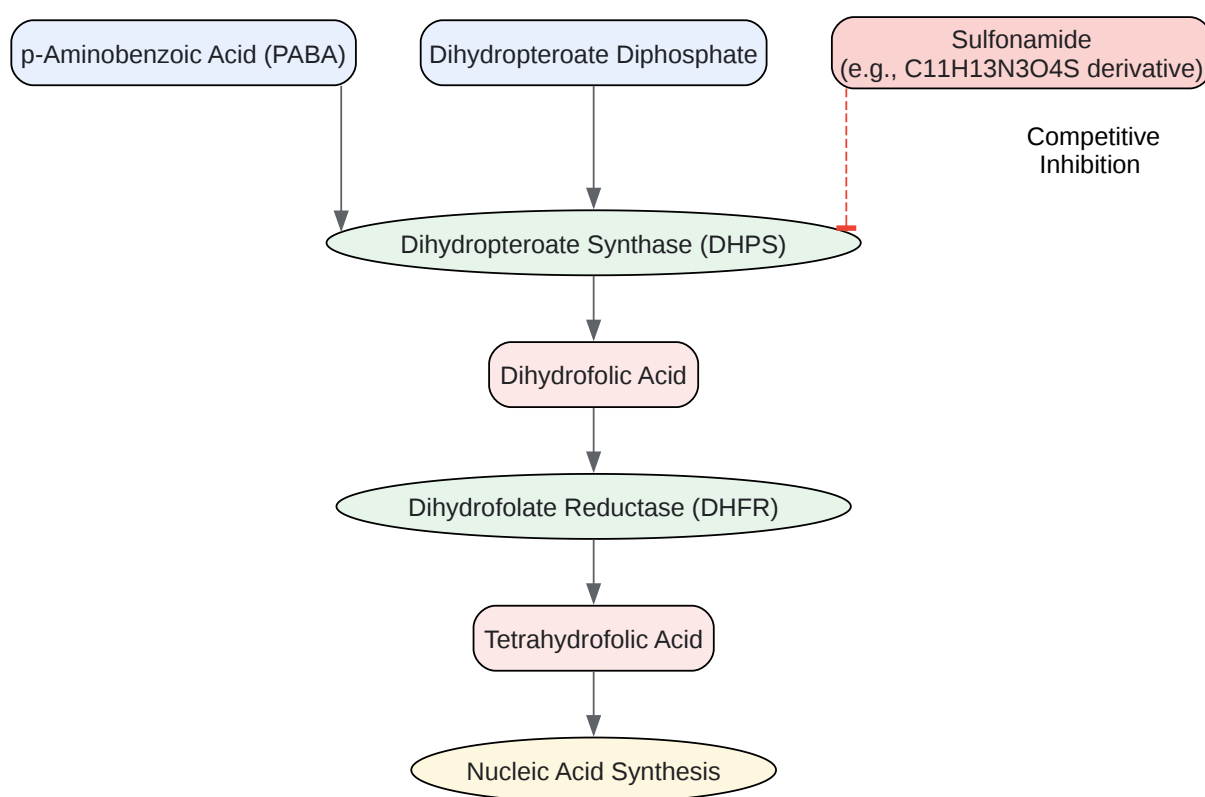 p-Aminobenzoic Acid (PABA)
Dihydropteroate Diphosphate
Sulfonamide
(e.g., C11H13N3O4S derivative)
Competitive
Inhibition
Dihydropteroate Synthase (DHPS)
Dihydrofolic Acid
Dihydrofolate Reductase (DHFR)
Tetrahydrofolic Acid
Nucleic Acid Synthesis